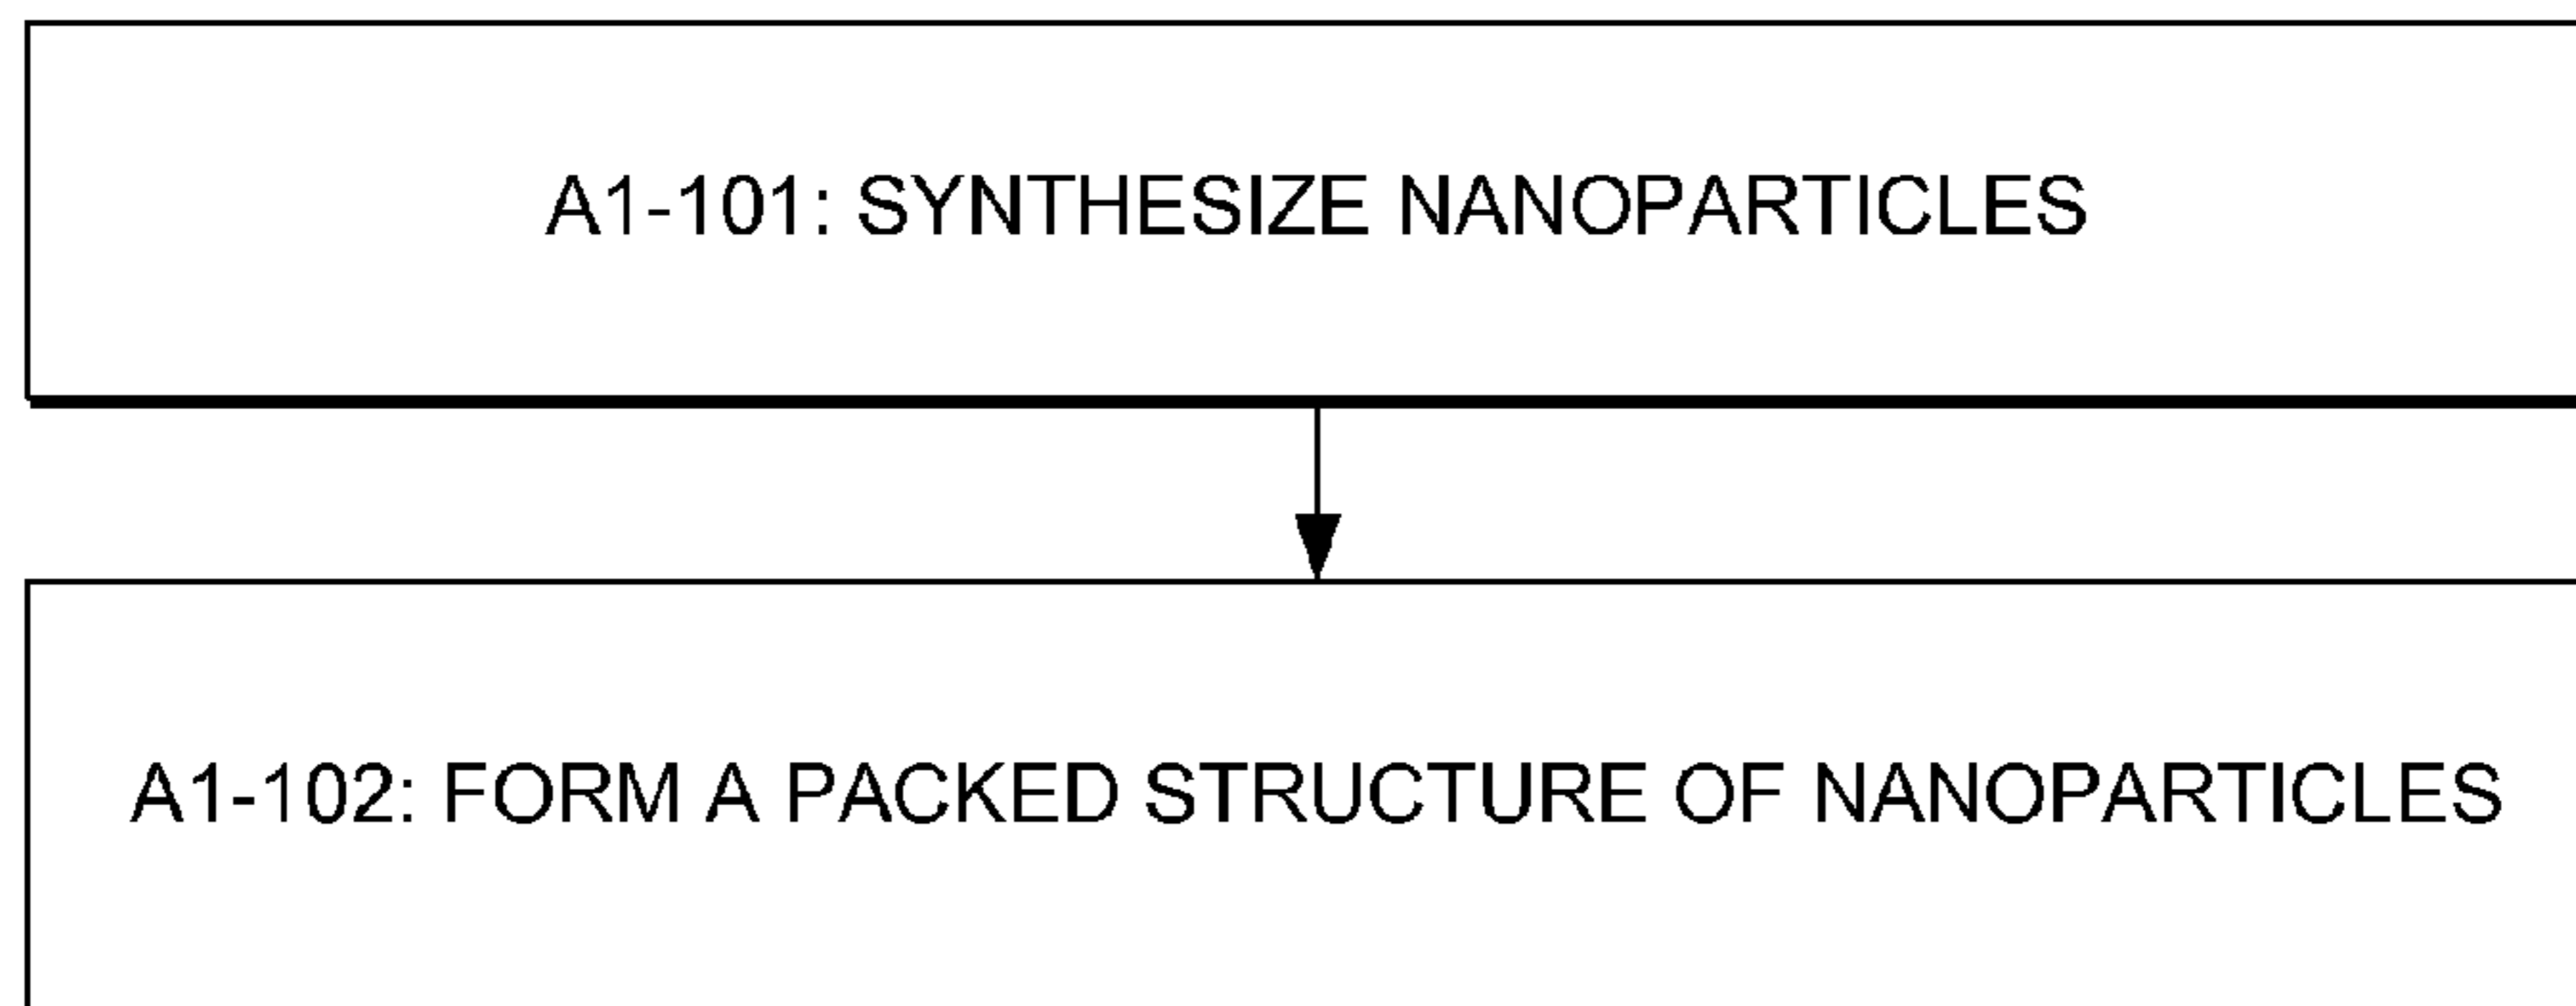 A1-101: SYNTHESIZE NANOPARTICLES
A1-102: FORM A PACKED STRUCTURE OF NANOPARTICLES